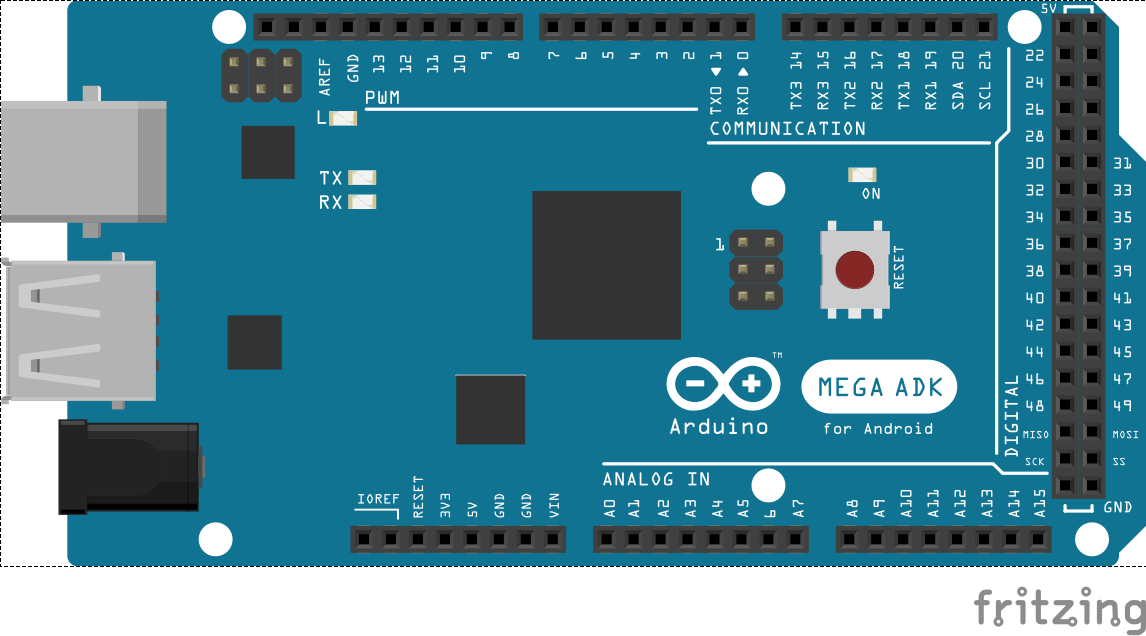 5V
AREF
GND
13
12
11
10
9
8
7
6
5
4
3
2
TX0 ◀ 1
RX0 ▶ 0
TX3 14
RX3 15
TX2 16
RX2 17
TX1 18
RX1 19
SDA 20
SCL 21
PWM
L
COMMUNICATION
TX
RX
ON
1
RESET
22
24
26
28
30 31
32 33
34 35
36 37
38 39
40 41
42 43
44 45
46 47
48 49
MISO MOSI
SCK SS
DIGITAL
TM
Arduino
MEGA ADK
for Android
ANALOG IN
IOREF
RESET
3V3
5V
GND
GND
VIN
A0
A1
A2
A3
A4
A5
6
A7
A8
A9
A10
A11
A12
A13
A14
A15
GND
fritzing